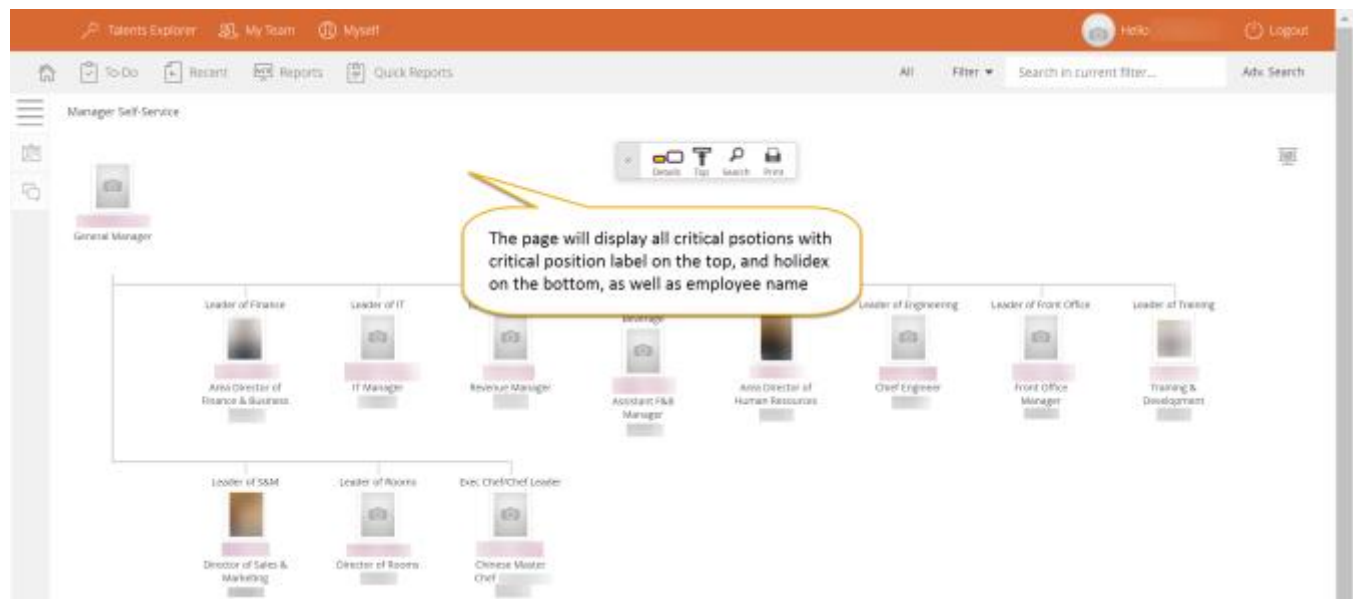 Talents Explorer My Team Myself Hello Logout
To-Do Recent Reports Quick Reports All Filter Search in current filter... Adv. Search
Manager Self-Service
Details Top Search Print
General Manager
The page will display all critical psotions with
critical position label on the top, and holidex
on the bottom, as well as employee name
Leader of Finance Leader of IT Leader of Engineering Leader of Front Office Leader of Training
Beverage
Area Director of
Finance & Business
IT Manager
Revenue Manager
Assistant F&B
Manager
Area Director of
Human Resources
Chief Engineer
Front Office
Manager
Training &
Development
Leader of S&M Leader of Rooms Exec Chef/Chef Leader
Director of Sales &
Marketing
Director of Rooms
Chinese Master
Chef